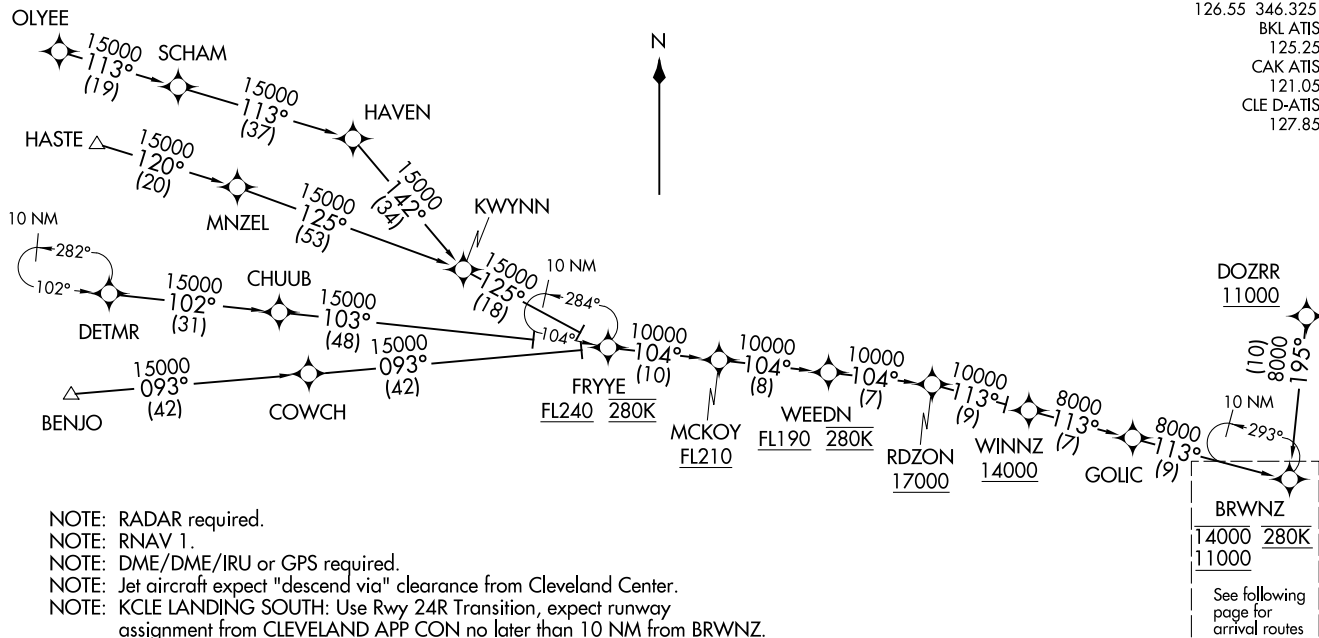 126.55 346.325
BKL ATIS
125.25
CAK ATIS
121.05
CLE D-ATIS
127.85
N
OLYEE
15000
113°
(19)
SCHAM
15000
113°
(37)
HAVEN
15000
142°
(34)
HASTE
15000
120°
(20)
MNZEL
15000
125°
(53)
KWYNN
15000
125°
(18)
10 NM
282°
102°
DETMR
15000
102°
(31)
CHUUB
15000
103°
(48)
10 NM
284°
104°
BENJO
15000
093°
(42)
COWCH
15000
093°
(42)
FRYYE
FL240 280K
10000
104°
(10)
MCKOY
FL210
10000
104°
(8)
WEEDN
FL190 280K
10000
104°
(7)
RDZON
17000
10000
113°
(9)
WINNZ
14000
8000
113°
(7)
GOLIC
8000
113°
(9)
DOZRR
11000
195°
8000
(10)
10 NM
293°
BRWNZ
14000 280K
11000
See following
page for
arrival routes
NOTE: RADAR required.
NOTE: RNAV 1.
NOTE: DME/DME/IRU or GPS required.
NOTE: Jet aircraft expect "descend via" clearance from Cleveland Center.
NOTE: KCLE LANDING SOUTH: Use Rwy 24R Transition, expect runway
assignment from CLEVELAND APP CON no later than 10 NM from BRWNZ.